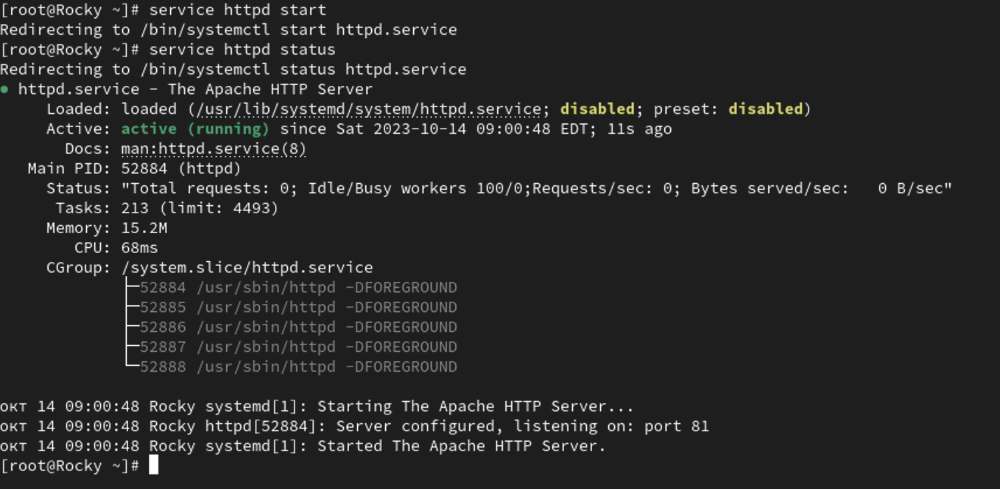 [root@Rocky ~]# service httpd start
Redirecting to /bin/systemctl start httpd.service
[root@Rocky ~]# service httpd status
Redirecting to /bin/systemctl status httpd.service
● httpd.service - The Apache HTTP Server
     Loaded: loaded (/usr/lib/systemd/system/httpd.service; disabled; preset: disabled)
     Active: active (running) since Sat 2023-10-14 09:00:48 EDT; 11s ago
       Docs: man:httpd.service(8)
   Main PID: 52884 (httpd)
     Status: "Total requests: 0; Idle/Busy workers 100/0;Requests/sec: 0; Bytes served/sec:   0 B/sec"
      Tasks: 213 (limit: 4493)
     Memory: 15.2M
        CPU: 68ms
     CGroup: /system.slice/httpd.service
             ├─52884 /usr/sbin/httpd -DFOREGROUND
             ├─52885 /usr/sbin/httpd -DFOREGROUND
             ├─52886 /usr/sbin/httpd -DFOREGROUND
             ├─52887 /usr/sbin/httpd -DFOREGROUND
             └─52888 /usr/sbin/httpd -DFOREGROUND

окт 14 09:00:48 Rocky systemd[1]: Starting The Apache HTTP Server...
окт 14 09:00:48 Rocky httpd[52884]: Server configured, listening on: port 81
окт 14 09:00:48 Rocky systemd[1]: Started The Apache HTTP Server.
[root@Rocky ~]#